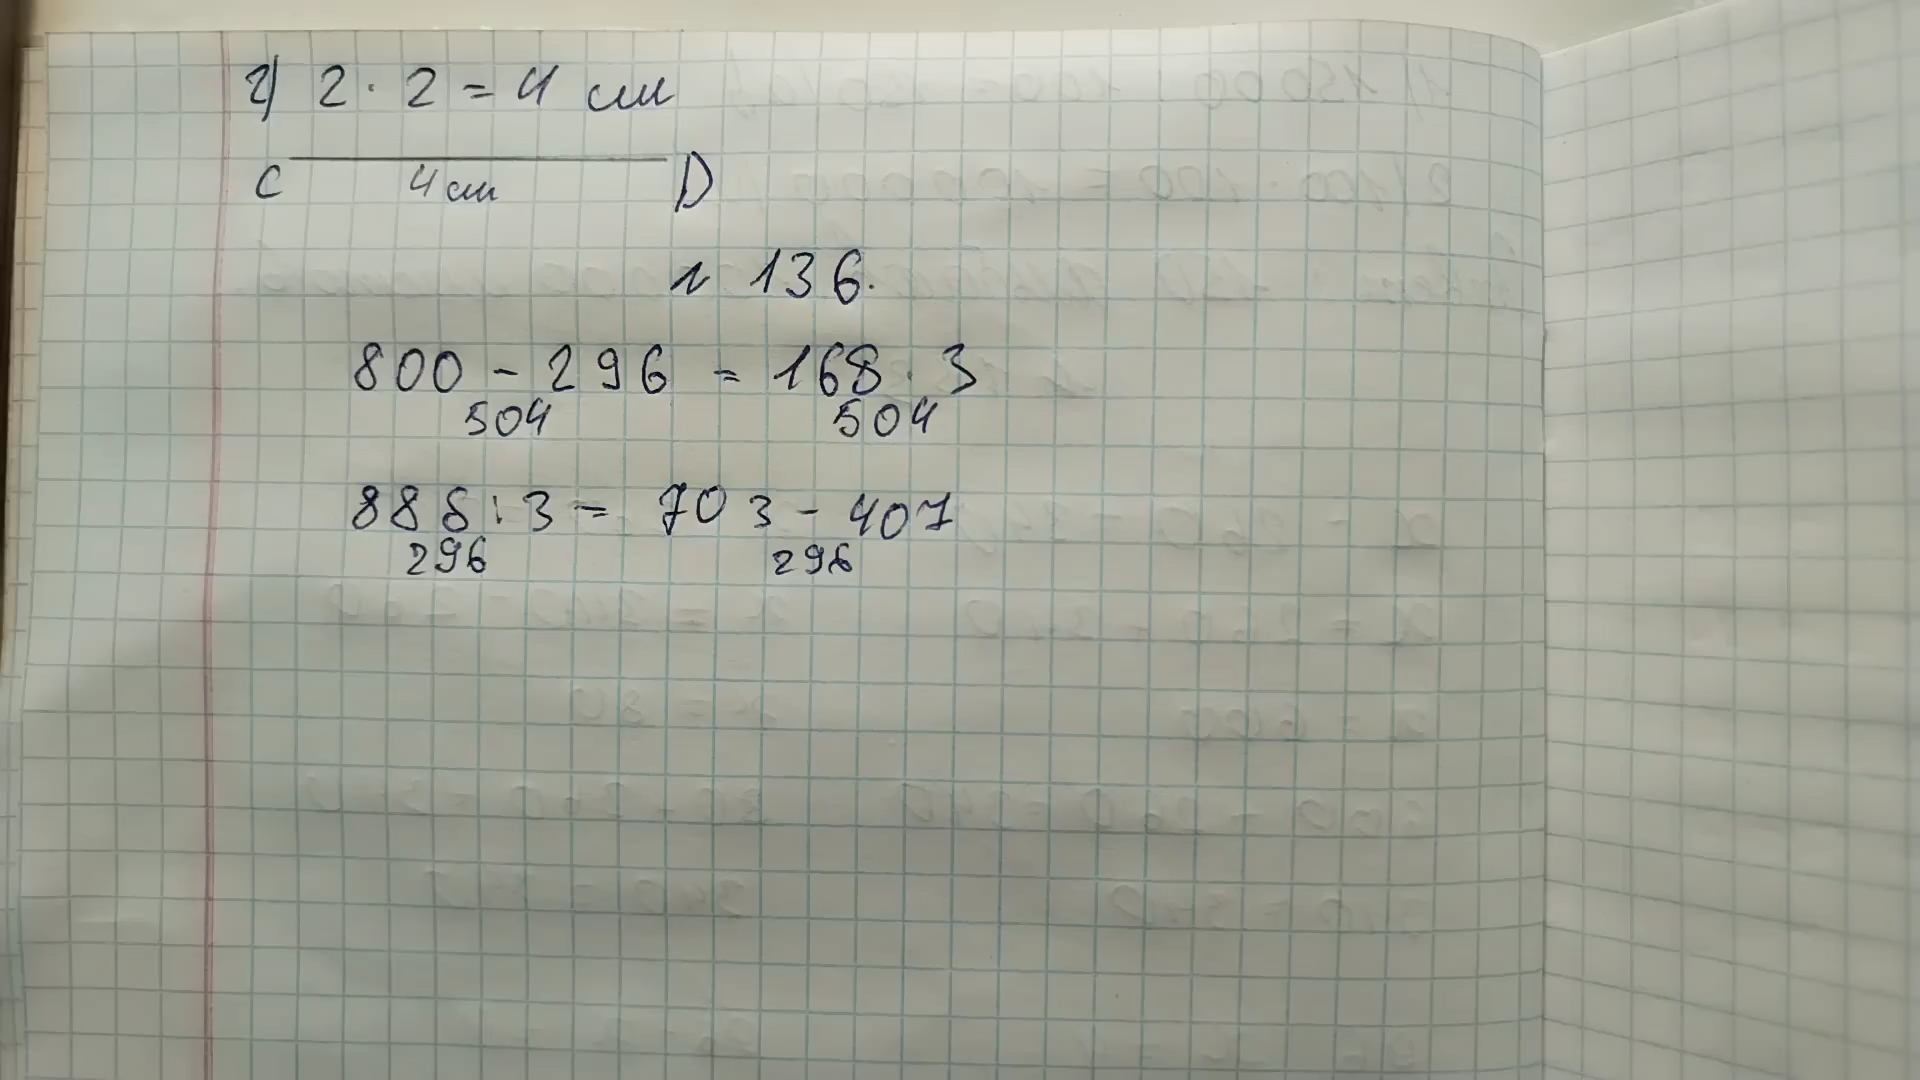 2) 2 · 2 = 4 см
C 4 см D
№ 136.
800 - 296 = 168 · 3
504 504
888 : 3 = 703 - 407
296 296